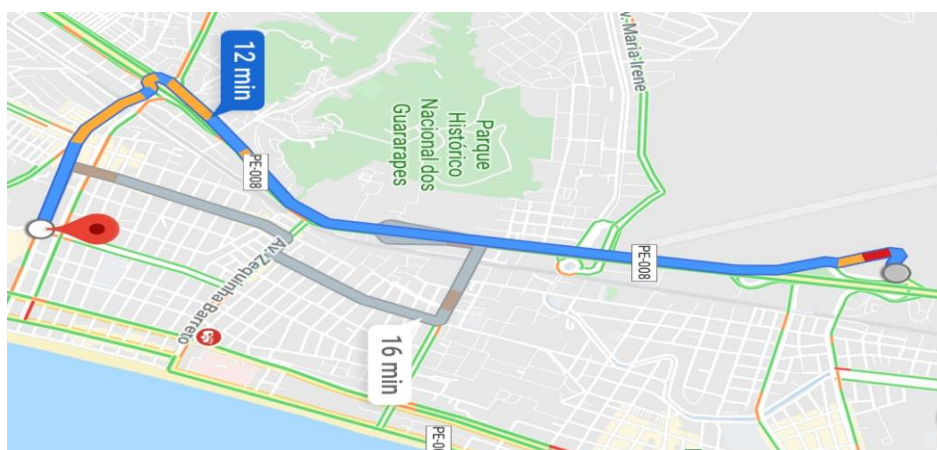 12 min
Av. Maria Irene
Parque
Histórico
Nacional dos
Guararapes
PE-008
PE-008
Av. Zequinha Barreto
16 min